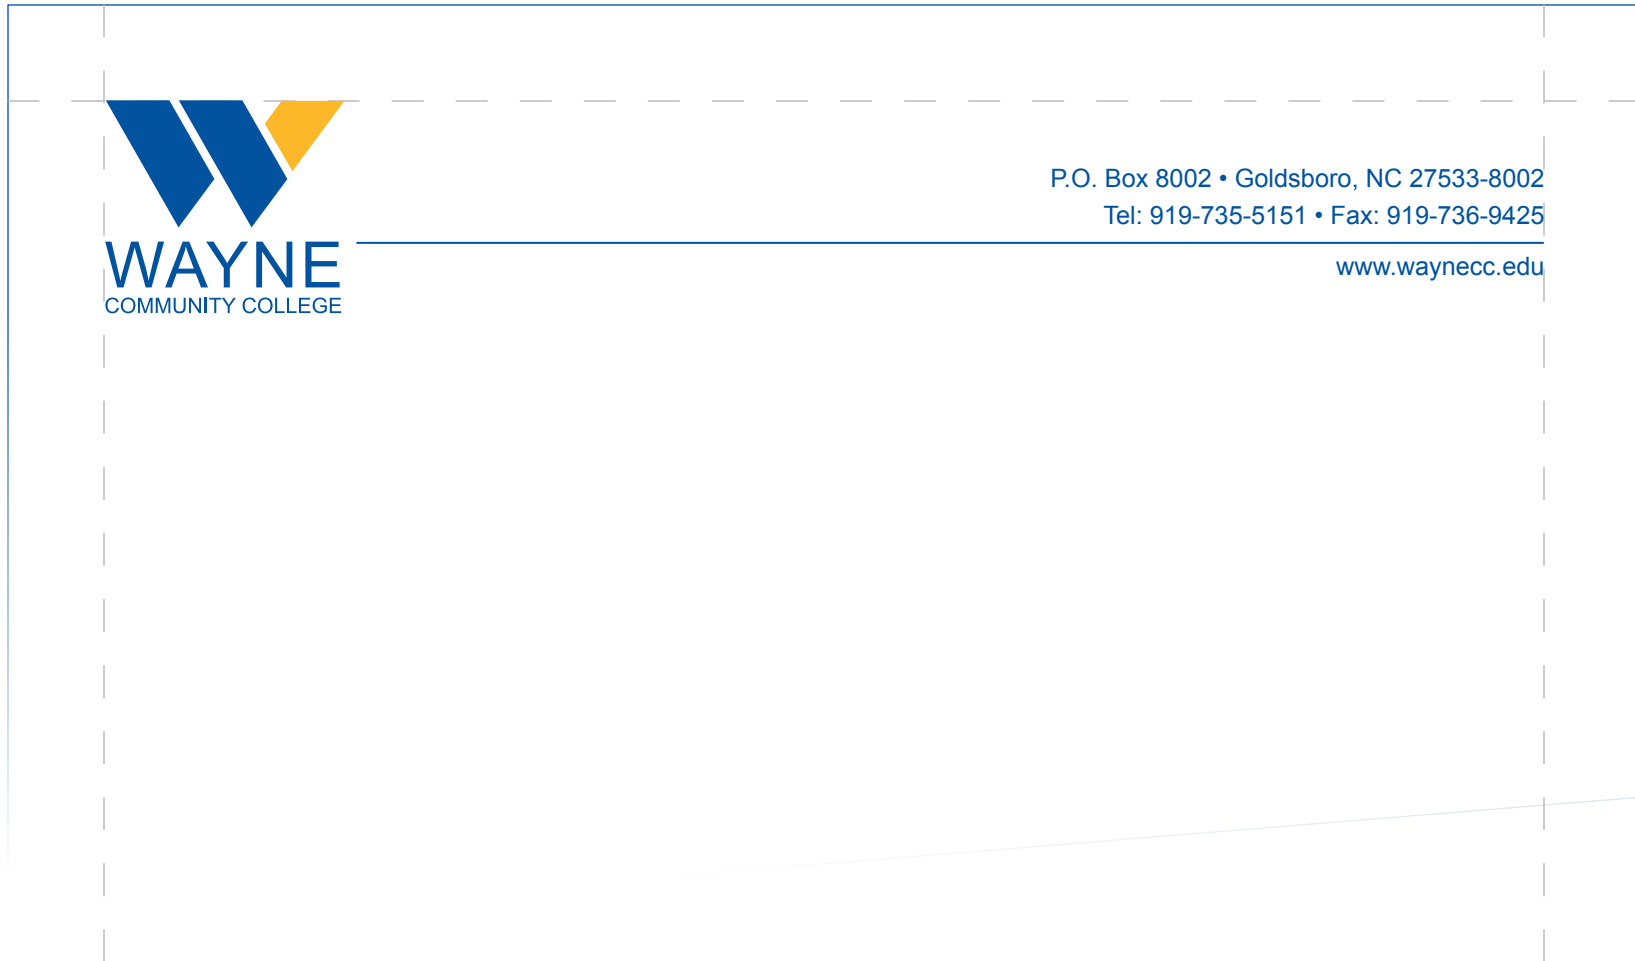 P.O. Box 8002 • Goldsboro, NC 27533-8002
Tel: 919-735-5151 • Fax: 919-736-9425
WAYNE
www.waynecc.edu
COMMUNITY COLLEGE